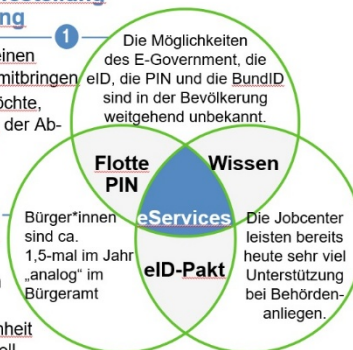 ng
1
einen
mitbringen
öchte,
der Ab-
Die Möglichkeiten
des E-Government, die
eID, die PIN und die BundID
sind in der Bevölkerung
weitgehend unbekannt.
Flotte
PIN
Wissen
eServices
eID-Pakt
Bürger*innen
sind ca.
1,5-mal im Jahr
„analog" im
Bürgeramt
Die Jobcenter
leisten bereits
heute sehr viel
Unterstützung
bei Behörden-
anliegen.
n
nheit
ell